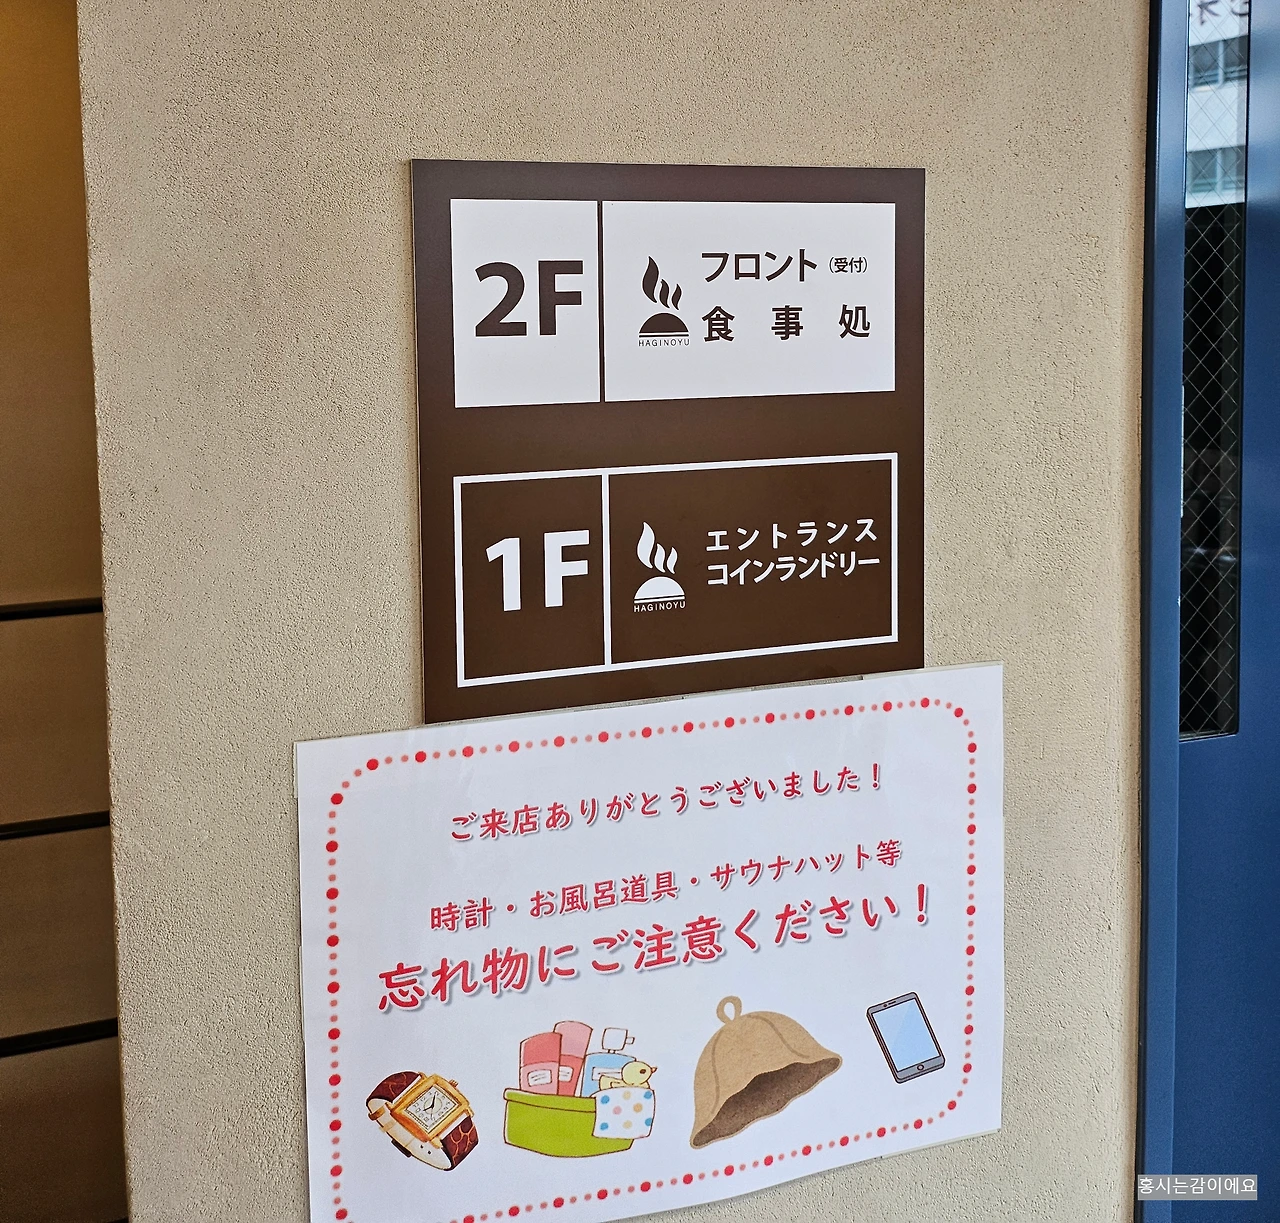 2F
フロント（受付）
食事処
HAGINOYU
1F
エントランス
コインランドリー
HAGINOYU
ご来店ありがとうございました！
時計・お風呂道具・サウナハット等
忘れ物にご注意ください！
홍시는감이에요